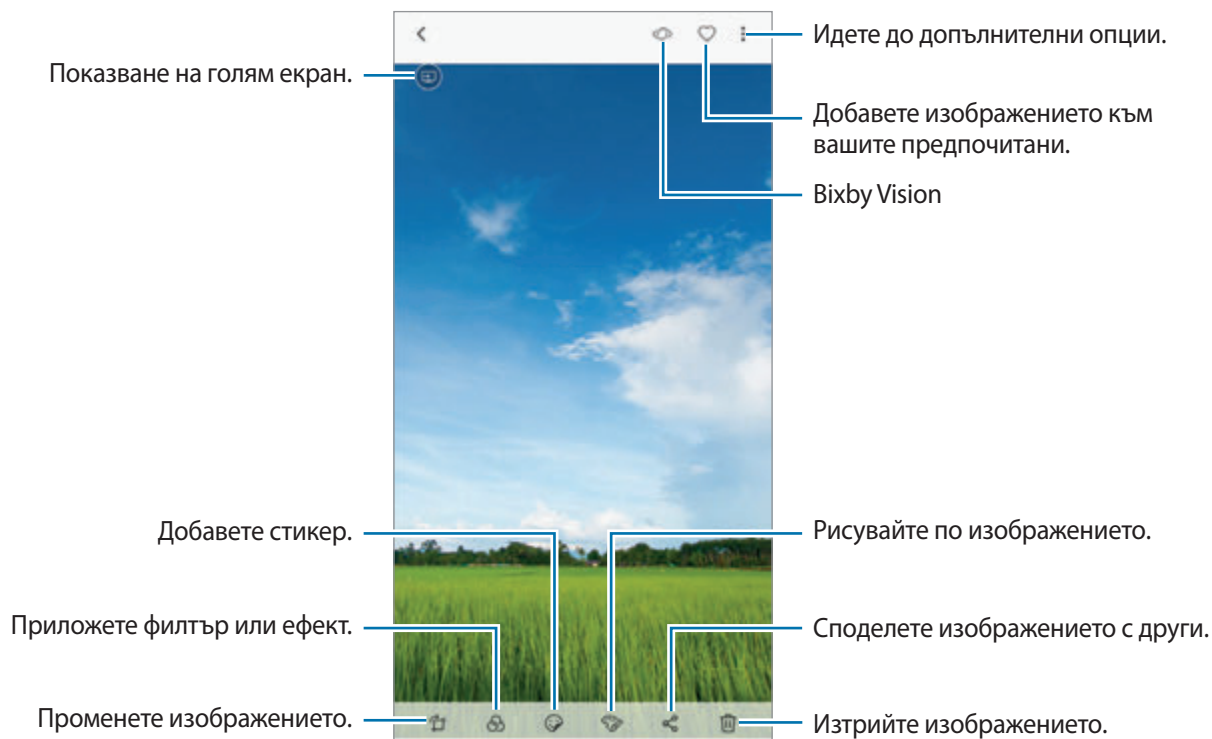 Идете до допълнителни опции.
Показване на голям екран.
Добавете изображението към
вашите предпочитани.
Bixby Vision
Добавете стикер.
Рисувайте по изображението.
Приложете филтър или ефект.
Споделете изображението с други.
Променете изображението.
Изтрийте изображението.